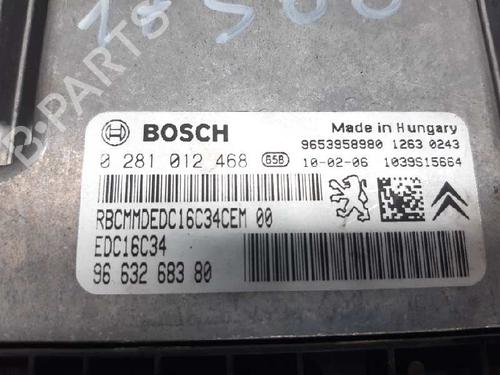 BOSCH
Made in Hungary
9653958980 1263 0243
0 281 012 468 658
10-02-06 1039S15664
RBCMMDEDC16C34CEM 00
EDC16C34
96 632 683 80
B-PARTS